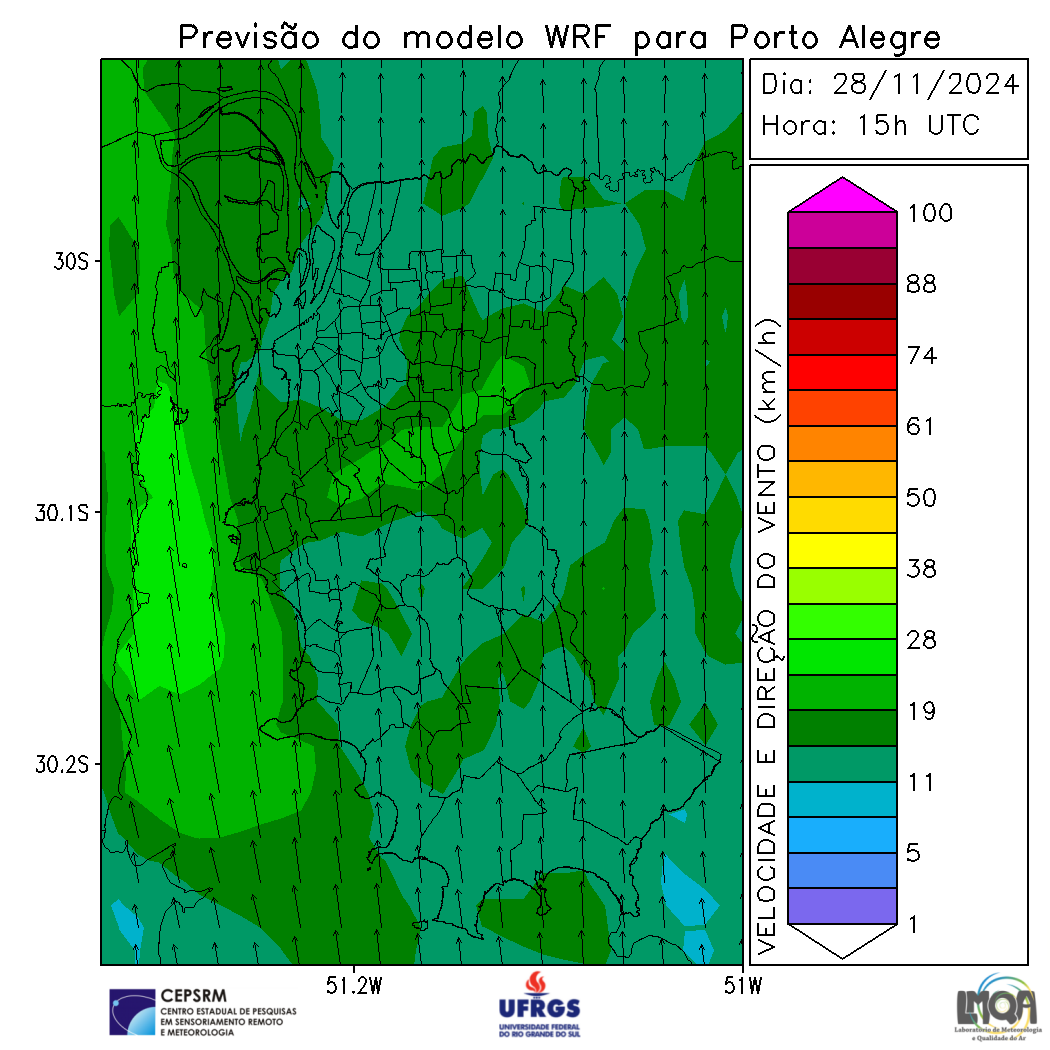 Previsão do modelo WRF para Porto Alegre
Dia: 28/11/2024
Hora: 15h UTC
30S
30.1S
30.2S
51.2W
51W
VELOCIDADE E DIREÇÃO DO VENTO (km/h)
100
88
74
61
50
38
28
19
11
5
1
CEPSRM
CENTRO ESTADUAL DE PESQUISAS
EM SENSORIAMENTO REMOTO
E METEOROLOGIA
UFRGS
UNIVERSIDADE FEDERAL
DO RIO GRANDE DO SUL
LMQA
Laboratório de Meteorologia
e Qualidade do Ar